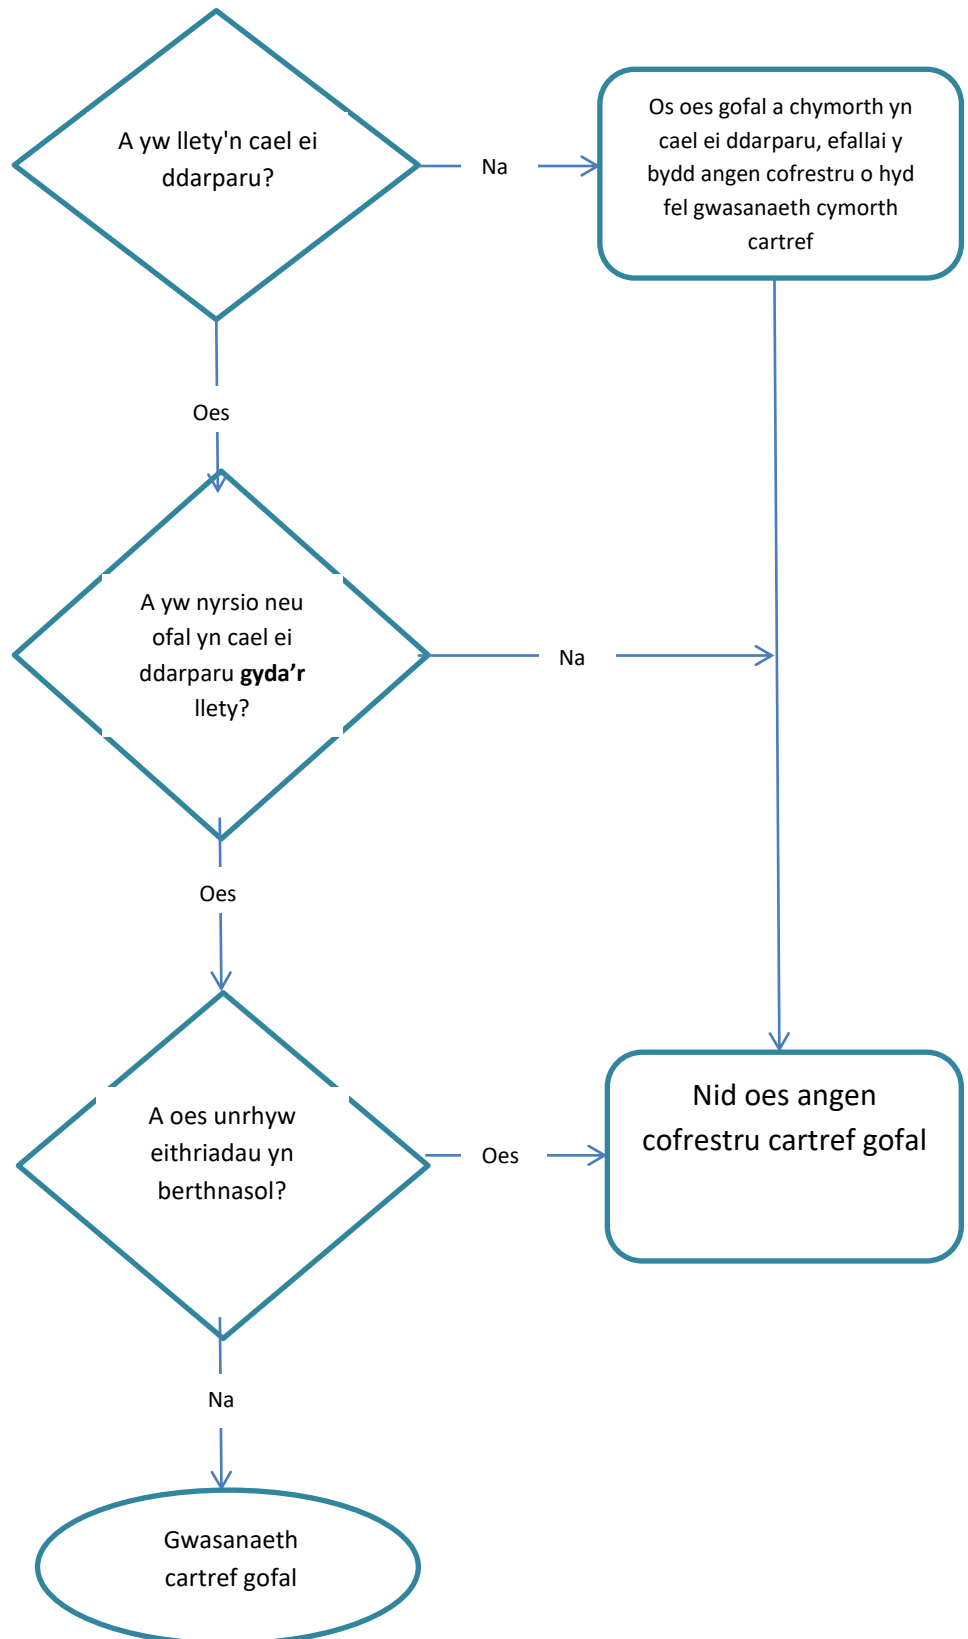 A yw llety'n cael ei
ddarparu?
Na
Os oes gofal a chymorth yn
cael ei ddarparu, efallai y
bydd angen cofrestru o hyd
fel gwasanaeth cymorth
cartref
Oes
A yw nyrsio neu
ofal yn cael ei
ddarparu gyda’r
llety?
Na
Oes
A oes unrhyw
eithriadau yn
berthnasol?
Oes
Nid oes angen
cofrestru cartref gofal
Na
Gwasanaeth
cartref gofal